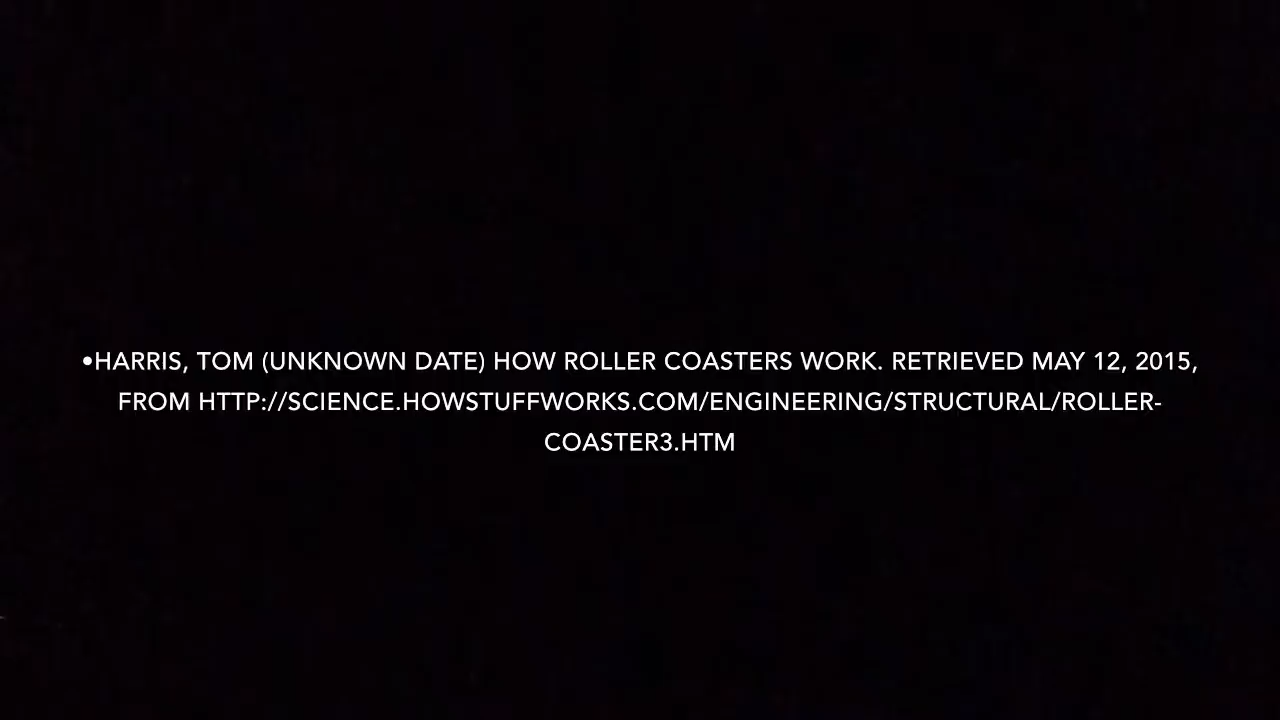 •HARRIS, TOM (UNKNOWN DATE) HOW ROLLER COASTERS WORK. RETRIEVED MAY 12, 2015,
FROM HTTP://SCIENCE.HOWSTUFFWORKS.COM/ENGINEERING/STRUCTURAL/ROLLER-
COASTER3.HTM